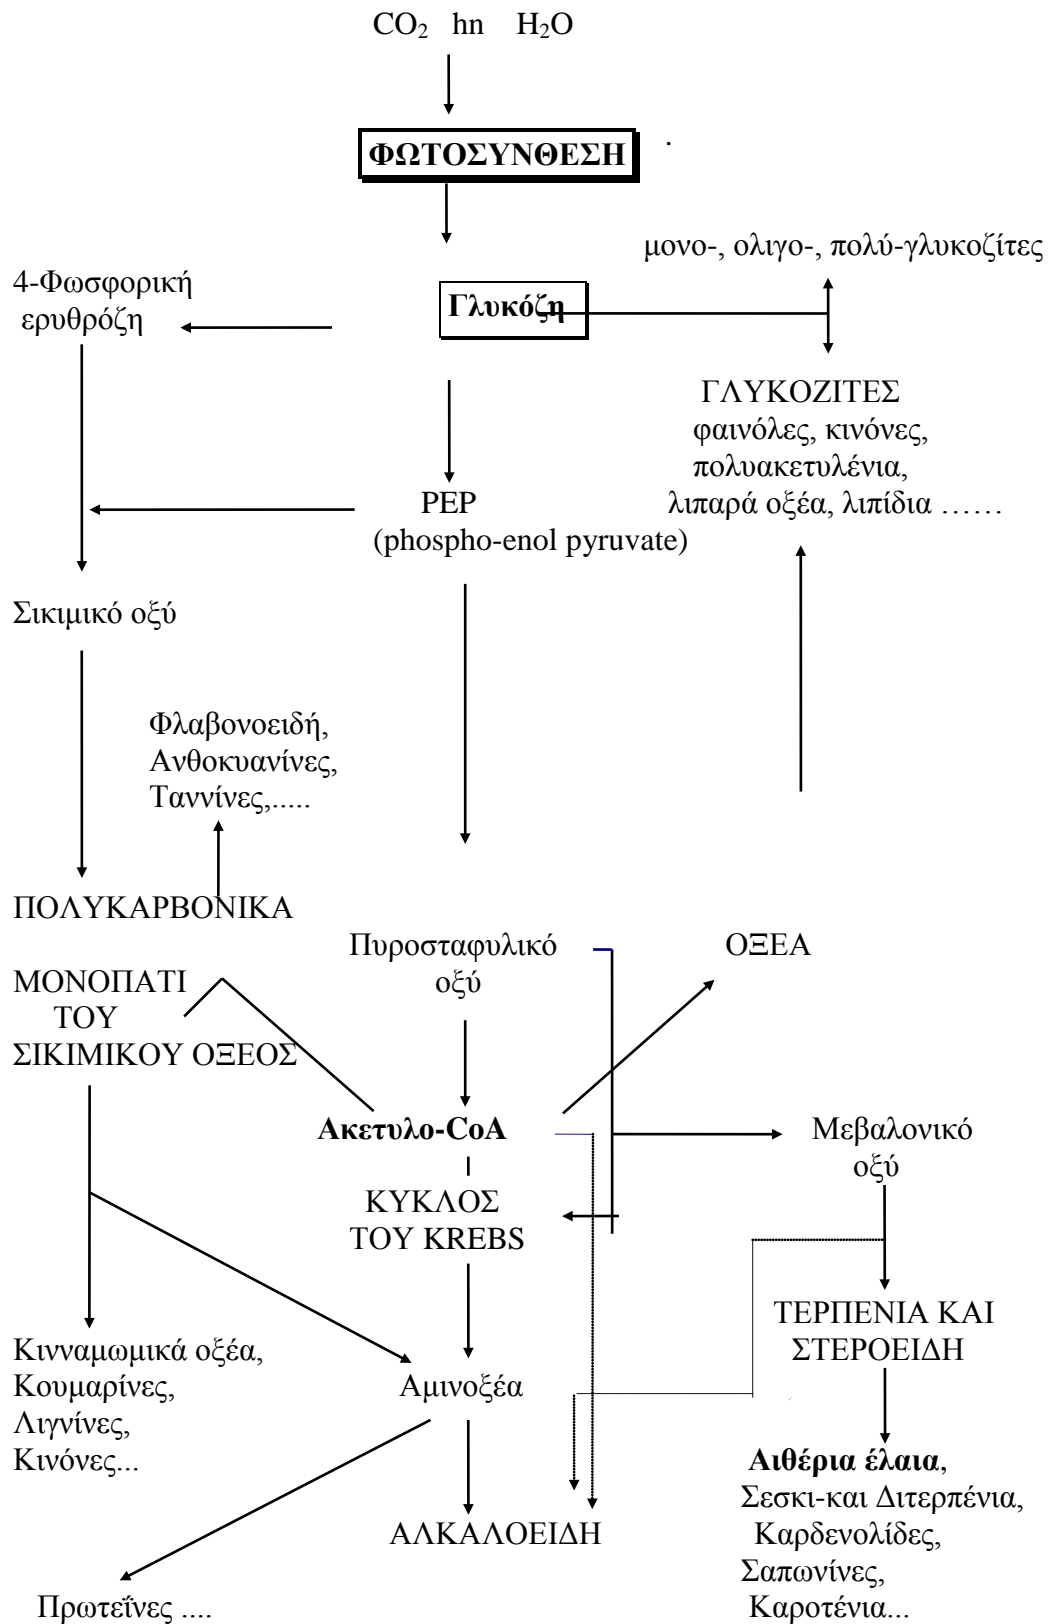 CO₂ hn H₂O
ΦΩΤΟΣΥΝΘΕΣΗ .
μονο-, ολιγο-, πολύ-γλυκοζίτες
4-Φωσφορική
ερυθρόζη
Γλυκόζη
ΓΛΥΚΟΖΙΤΕΣ
φαινόλες, κινόνες,
πολυακετυλένια,
λιπαρά οξέα, λιπίδια ……
PEP
(phospho-enol pyruvate)
Σικιμικό οξύ
Φλαβονοειδή,
Ανθοκυανίνες,
Ταννίνες,.....
ΠΟΛΥΚΑΡΒΟΝΙΚΑ
Πυροσταφυλικό
οξύ
ΟΞΕΑ
ΜΟΝΟΠΑΤΙ
ΤΟΥ
ΣΙΚΙΜΙΚΟΥ ΟΞΕΟΣ
Ακετυλο-CoA
Μεβαλονικό
οξύ
ΚΥΚΛΟΣ
ΤΟΥ KREBS
ΤΕΡΠΕΝΙΑ ΚΑΙ
ΣΤΕΡΟΕΙΔΗ
Κινναμωμικά οξέα,
Κουμαρίνες,
Λιγνίνες,
Κινόνες...
Αμινοξέα
Αιθέρια έλαια,
Σεσκι-και Διτερπένια,
Καρδενολίδες,
Σαπωνίνες,
Καροτένια...
ΑΛΚΑΛΟΕΙΔΗ
Πρωτεΐνες ....